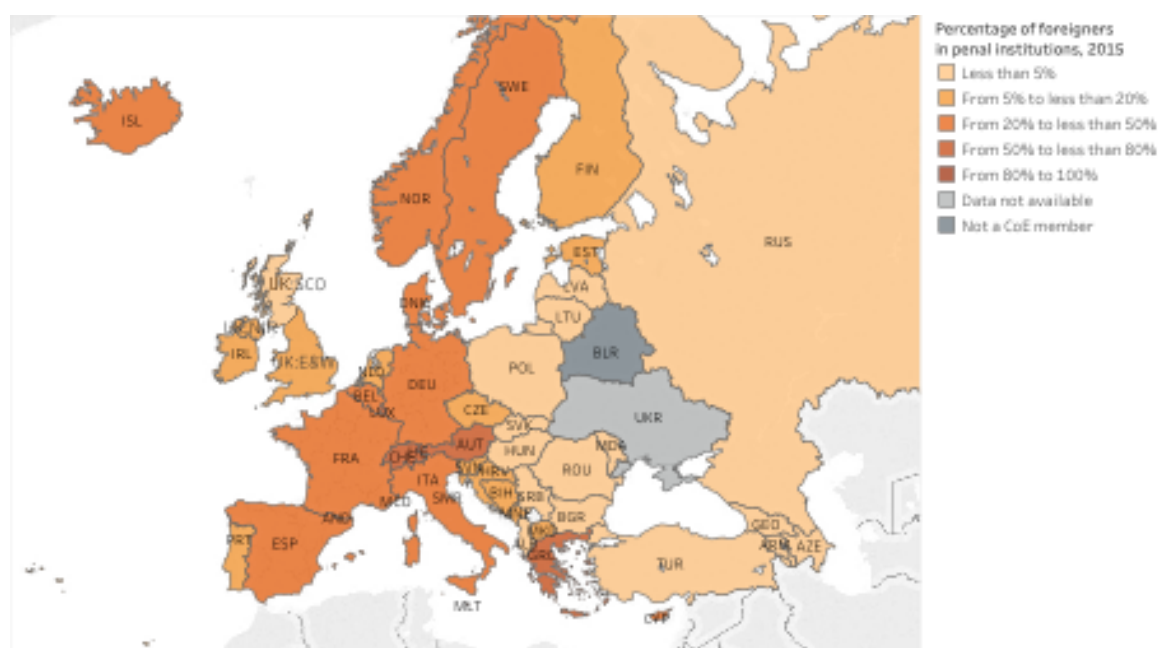 Percentage of foreigners
in penal institutions, 2015
Less than 5%
From 5% to less than 20%
From 20% to less than 50%
From 50% to less than 80%
From 80% to 100%
Data not available
Not a CoE member
SWE
ISL
FIN
NOR
RUS
EST
UK:SCO
LVA
DNK
LTU
UK:NIR
IRL
BLR
UK:E&W
POL
NLD
DEU
BEL
CZE
LUX
UKR
SVK
AUT
MDA
HUN
CHE
FRA
ROU
ITA
HRV
BIH
SRB
MCO
SMR
BGR
AND
GEO
PRT
ESP
ARM
AZE
GRC
TUR
MLT
CYP